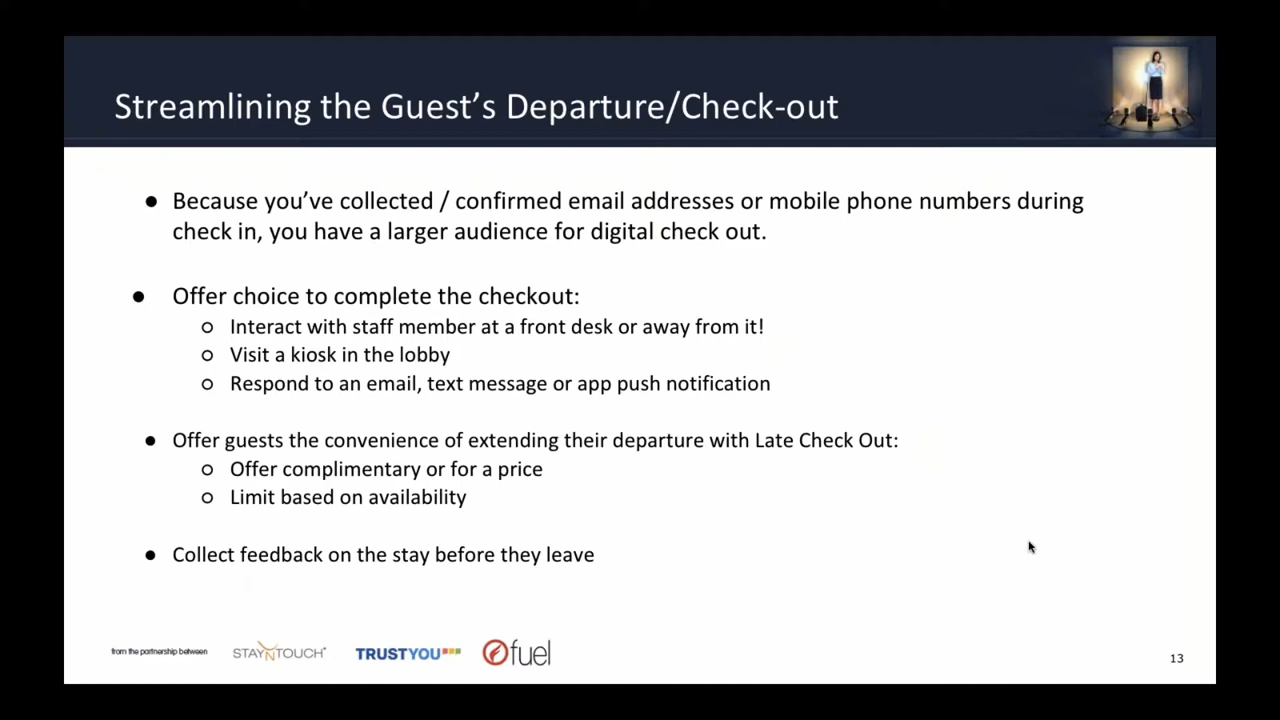 Streamlining the Guest's Departure/Check-out
● Because you've collected / confirmed email addresses or mobile phone numbers during
check in, you have a larger audience for digital check out.
● Offer choice to complete the checkout:
○ Interact with staff member at a front desk or away from it!
○ Visit a kiosk in the lobby
○ Respond to an email, text message or app push notification
● Offer guests the convenience of extending their departure with Late Check Out:
○ Offer complimentary or for a price
○ Limit based on availability
● Collect feedback on the stay before they leave
from the partnership between STAYNTOUCH TRUSTYOU fuel
13